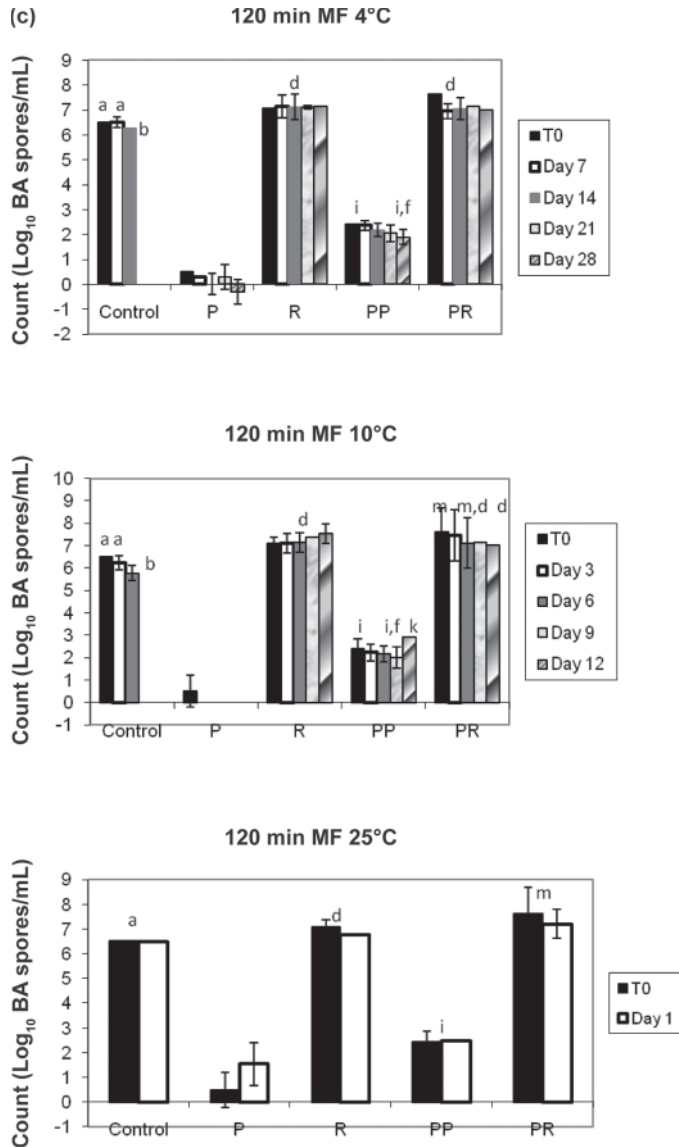 (c)
120 min MF 4°C
Count (Log10 BA spores/mL)
9
8
7
6
5
4
3
2
1
0
-1
-2
a a
b
d
i
i,f
d
Control P R PP PR
T0
Day 7
Day 14
Day 21
Day 28
120 min MF 10°C
Count (Log10 BA spores/mL)
10
9
8
7
6
5
4
3
2
1
0
-1
a a
b
d
i
i,f
k
m m,d d
Control P R PP PR
T0
Day 3
Day 6
Day 9
Day 12
120 min MF 25°C
Count (Log10 BA spores/mL)
9
8
7
6
5
4
3
2
1
0
-1
a
d
i
m
Control P R PP PR
T0
Day 1